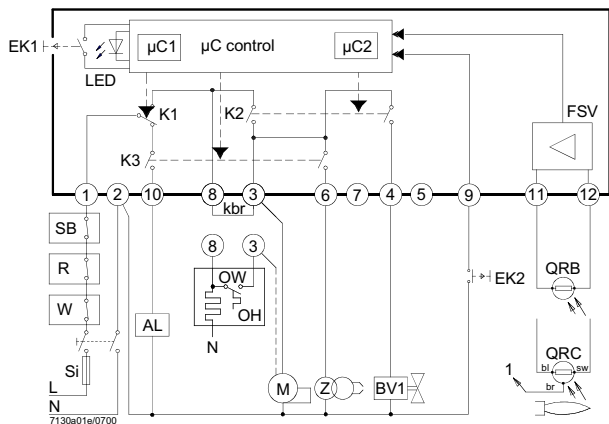 EK1
LED
µC1
µC control
µC2
K1
K2
K3
FSV
1
2
10
8
3
6
7
4
5
9
11
12
kbr
SB
R
W
Si
L
N
7130a01e/0700
AL
8
3
OW
OH
N
M
Z
BV1
EK2
QRB
QRC
bl
sw
br
1